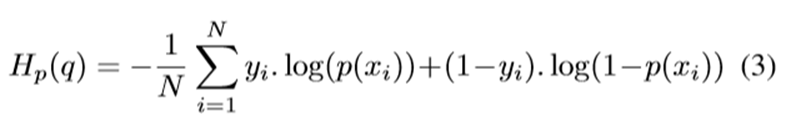 H_p(q) = -\frac{1}{N} \sum_{i=1}^{N} y_i. log(p(x_i))+(1-y_i). log(1-p(x_i)) (3)